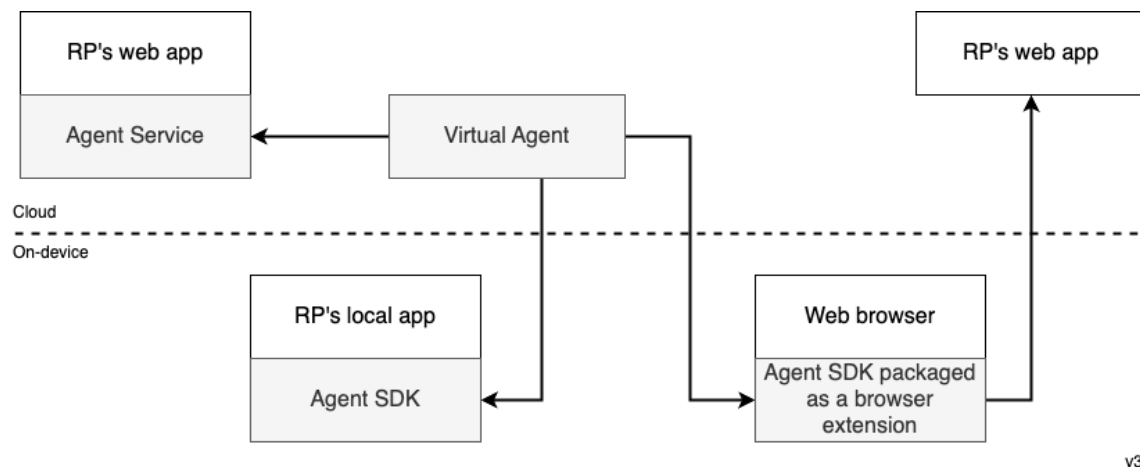 RP's web app
RP's web app
Agent Service
Virtual Agent
Cloud
On-device
RP's local app
Web browser
Agent SDK
Agent SDK packaged
as a browser
extension
v3